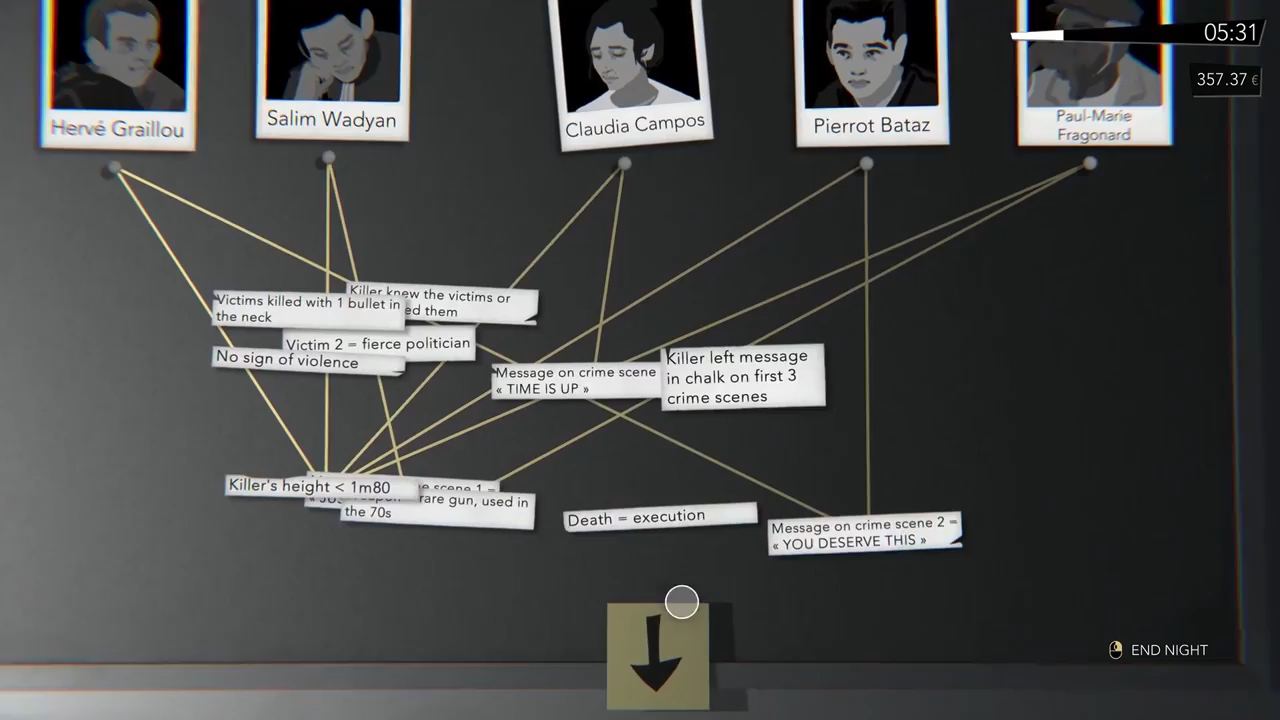 05:31
357.37 €
Hervé Graillou
Salim Wadyan
Claudia Campos
Pierrot Bataz
Paul-Marie
Fragonard
Killer knew the victims or
ed them
Victims killed with 1 bullet in
the neck
Victim 2 = fierce politician
No sign of violence
Message on crime scene
« TIME IS UP »
Killer left message
in chalk on first 3
crime scenes
Killer's height < 1m80
scene 1 =
rare gun, used in
the 70s
Death = execution
Message on crime scene 2 =
« YOU DESERVE THIS »
END NIGHT